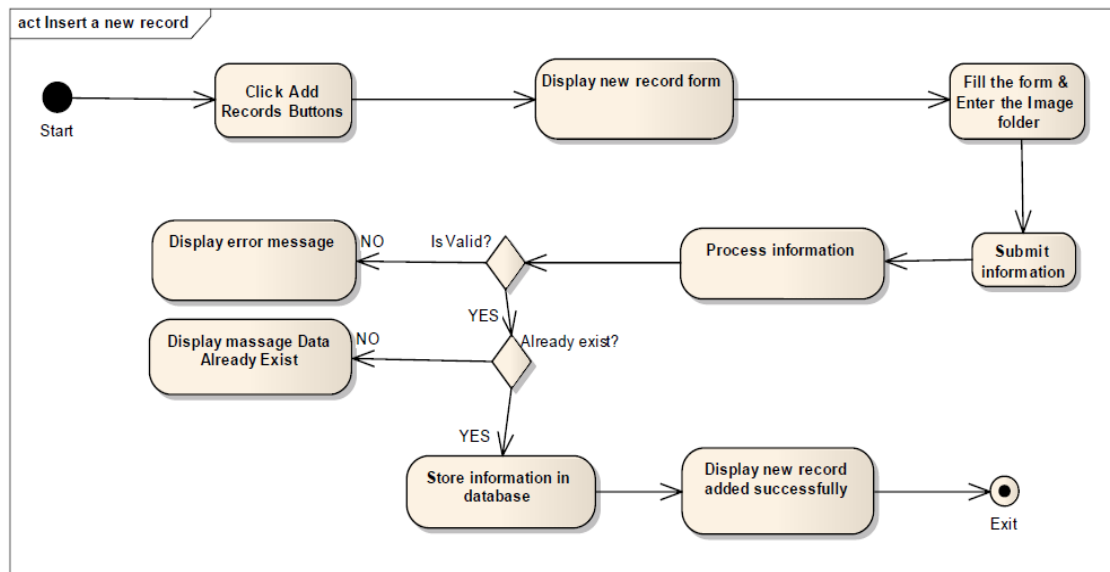 act Insert a new record
Start
Click Add
Records Buttons
Display new record form
Fill the form &
Enter the Image
folder
Submit
information
Process information
Is Valid?
NO
Display error message
YES
Already exist?
NO
Display massage Data
Already Exist
YES
Store information in
database
Display new record
added successfully
Exit